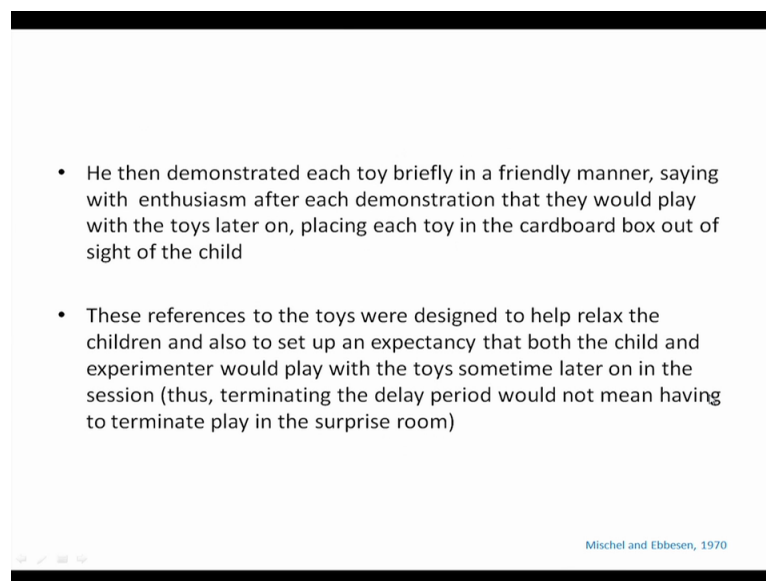 • He then demonstrated each toy briefly in a friendly manner, saying
with enthusiasm after each demonstration that they would play
with the toys later on, placing each toy in the cardboard box out of
sight of the child
• These references to the toys were designed to help relax the
children and also to set up an expectancy that both the child and
experimenter would play with the toys sometime later on in the
session (thus, terminating the delay period would not mean having
to terminate play in the surprise room)
Mischel and Ebbesen, 1970